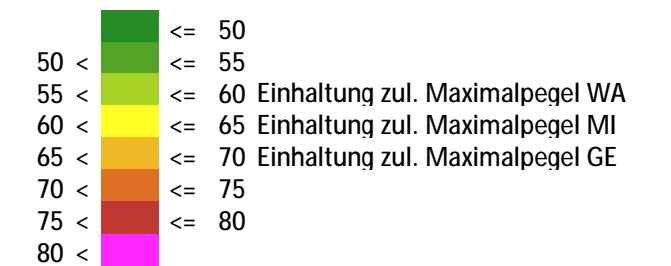 <= 50
50 < <= 55
55 < <= 60 Einhaltung zul. Maximalpegel WA
60 < <= 65 Einhaltung zul. Maximalpegel MI
65 < <= 70 Einhaltung zul. Maximalpegel GE
70 < <= 75
75 < <= 80
80 <